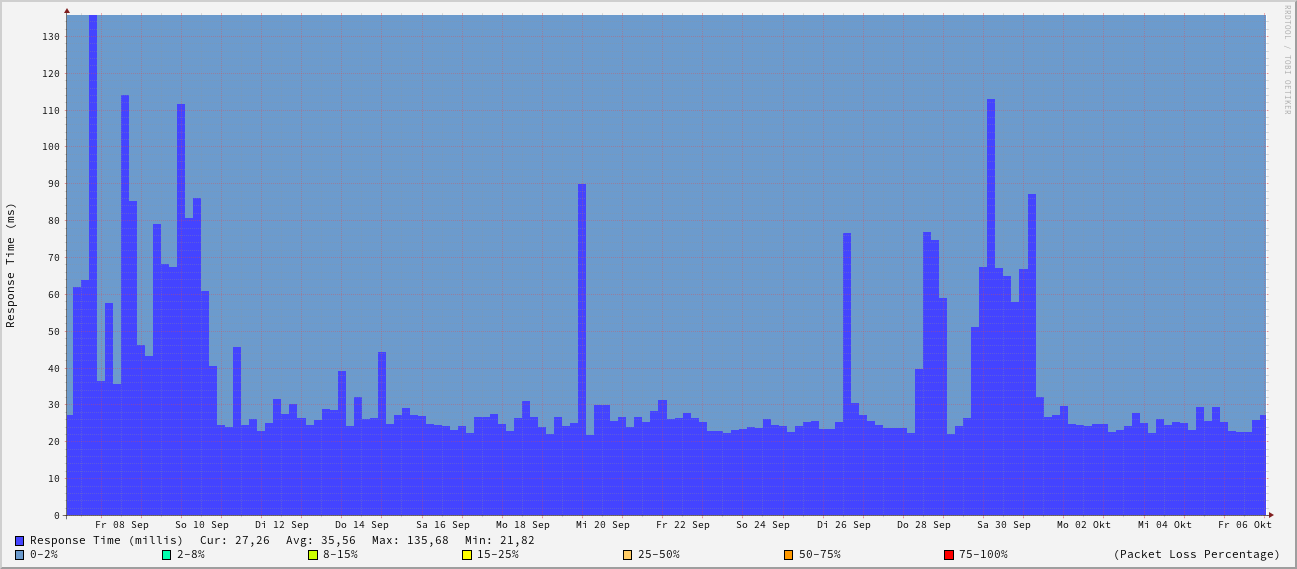 RRDTOOL / TOBI OETIKER
Response Time (ms)
130
120
110
100
90
80
70
60
50
40
30
20
10
0
Fr 08 Sep So 10 Sep Di 12 Sep Do 14 Sep Sa 16 Sep Mo 18 Sep Mi 20 Sep Fr 22 Sep So 24 Sep Di 26 Sep Do 28 Sep Sa 30 Sep Mo 02 Okt Mi 04 Okt Fr 06 Okt
Response Time (millis) Cur: 27,26 Avg: 35,56 Max: 135,68 Min: 21,82
0-2% 2-8% 8-15% 15-25% 25-50% 50-75% 75-100% (Packet Loss Percentage)